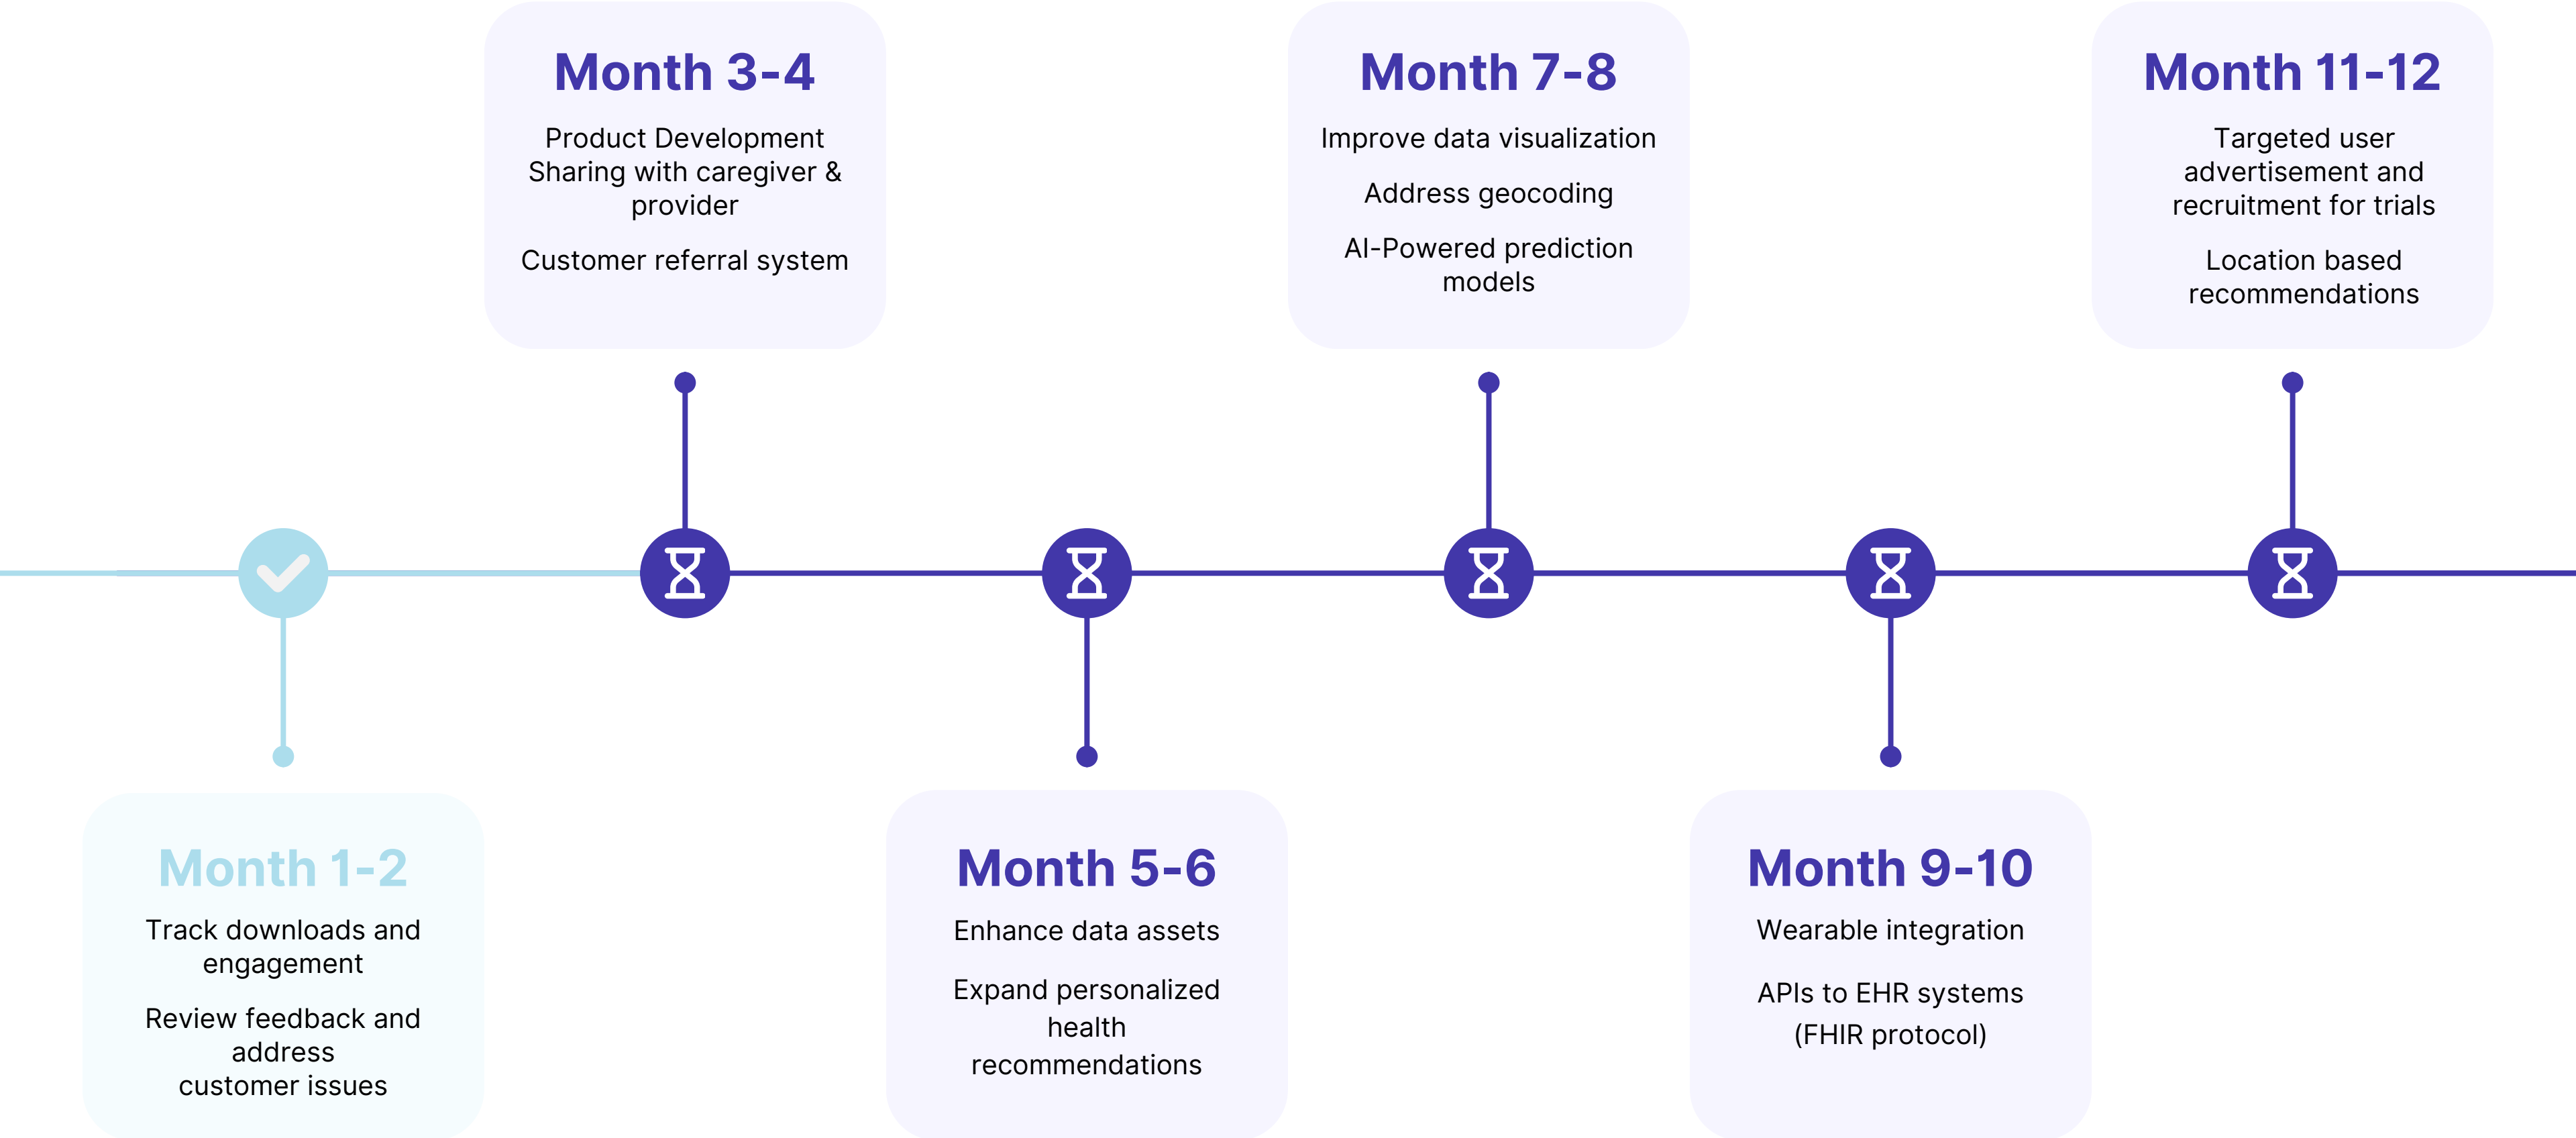 Month 1-2
Track downloads and
engagement
Review feedback and
address
customer issues
Month 3-4
Product Development
Sharing with caregiver &
provider
Customer referral system
Month 5-6
Enhance data assets
Expand personalized
health
recommendations
Month 7-8
Improve data visualization
Address geocoding
AI-Powered prediction
models
Month 9-10
Wearable integration
APIs to EHR systems
(FHIR protocol)
Month 11-12
Targeted user
advertisement and
recruitment for trials
Location based
recommendations